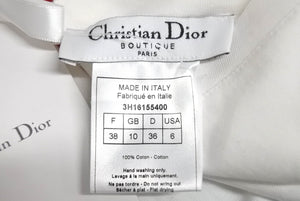 Christian Dior
BOUTIQUE
PARIS
MADE IN ITALY
Fabriqué en Italie
3H16155400
F GB D USA
38 10 36 6
100% Coton - Cotton
Hand washing only.
Lavage à la main uniquement.
Ne pas tordre - Do not wring out
Sécher à plat - Flat drying
Dior